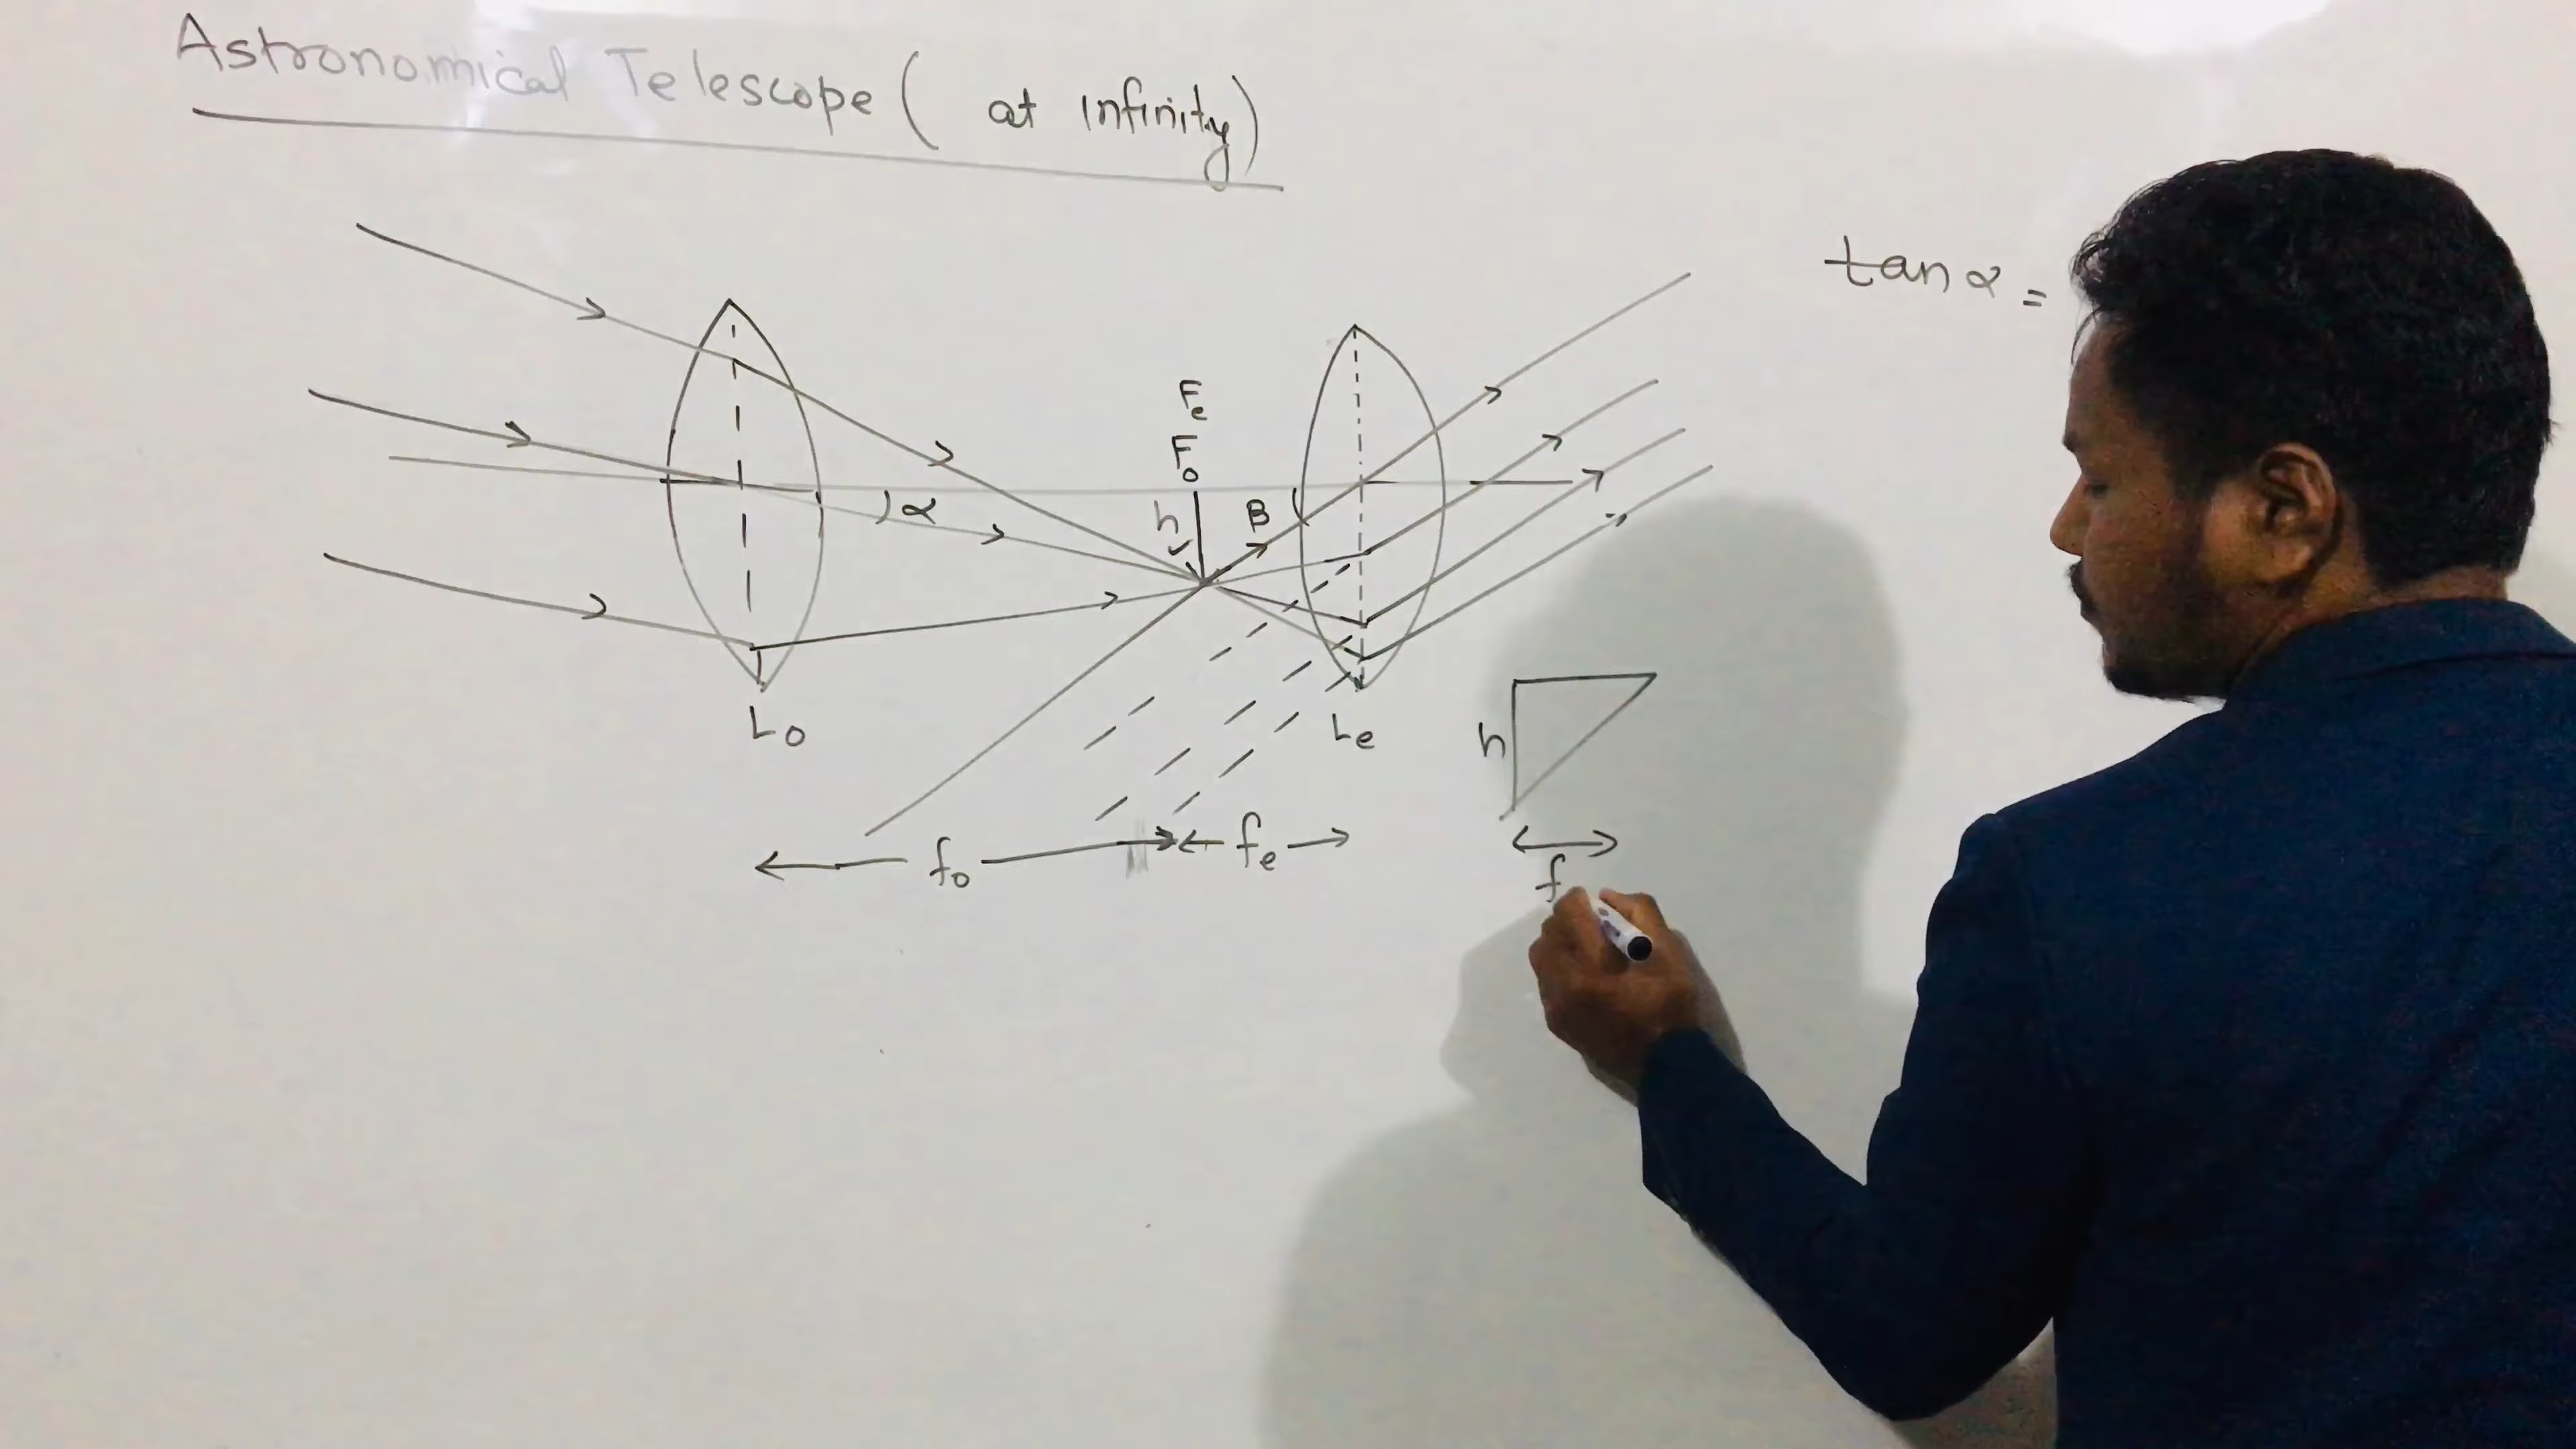 Astronomical Telescope ( at infinity)
tan α =
Fe
Fo
) α
h
β (
Lo
Le
h
fo
fe
f